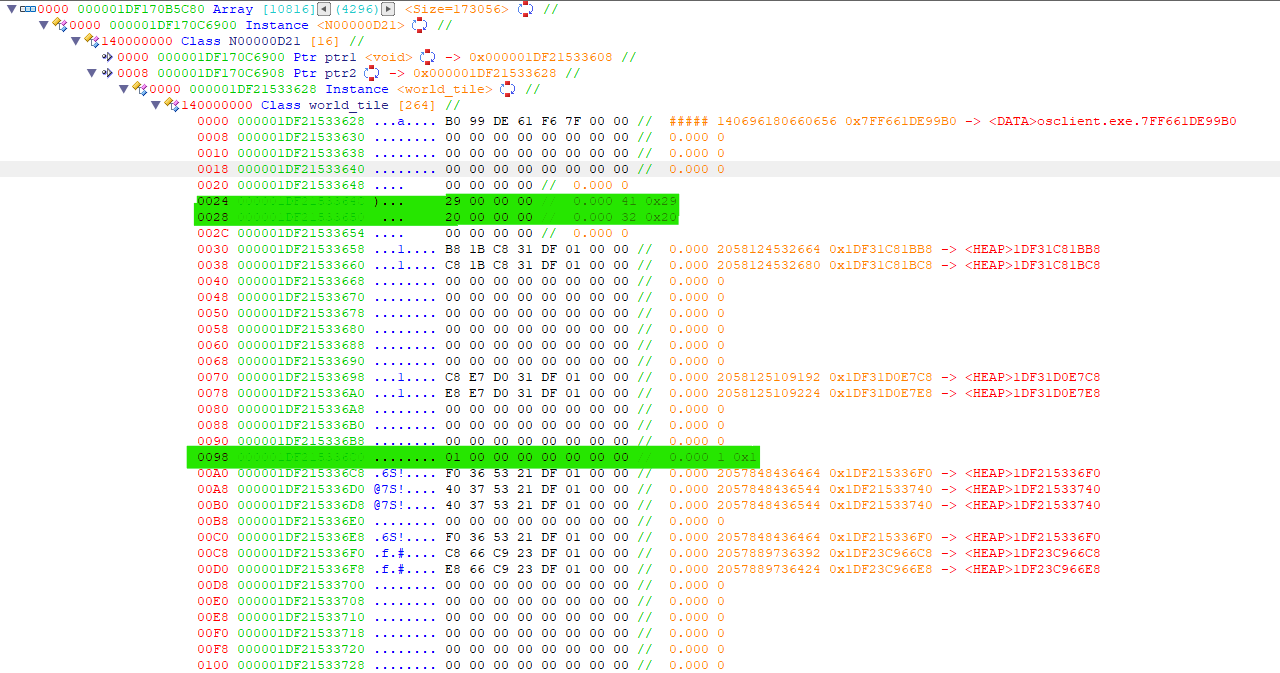 0000 000001DF170B5C80 Array [10816] (4296) <Size=173056> //
0000 000001DF170C6900 Instance <N00000D21> //
140000000 Class N00000D21 [16] //
0000 000001DF170C6900 Ptr ptr1 <void> -> 0x000001DF21533608 //
0008 000001DF170C6908 Ptr ptr2 -> 0x000001DF21533628 //
0000 000001DF21533628 Instance <world_tile> //
140000000 Class world_tile [264] //
0000 000001DF21533628 ...a.... B0 99 DE 61 F6 7F 00 00 // ##### 140696180660656 0x7FF661DE99B0 -> <DATA>osclient.exe.7FF661DE99B0
0008 000001DF21533630 ........ 00 00 00 00 00 00 00 00 // 0.000 0
0010 000001DF21533638 ........ 00 00 00 00 00 00 00 00 // 0.000 0
0018 000001DF21533640 ........ 00 00 00 00 00 00 00 00 // 0.000 0
0020 000001DF21533648 .... 00 00 00 00 // 0.000 0
0024 )... 29 00 00 00 // 0.000 41 0x29
0028 ... 20 00 00 00 // 0.000 32 0x20
002C 000001DF21533654 .... 00 00 00 00 // 0.000 0
0030 000001DF21533658 ...1.... B8 1B C8 31 DF 01 00 00 // 0.000 2058124532664 0x1DF31C81BB8 -> <HEAP>1DF31C81BB8
0038 000001DF21533660 ...1.... C8 1B C8 31 DF 01 00 00 // 0.000 2058124532680 0x1DF31C81BC8 -> <HEAP>1DF31C81BC8
0040 000001DF21533668 ........ 00 00 00 00 00 00 00 00 // 0.000 0
0048 000001DF21533670 ........ 00 00 00 00 00 00 00 00 // 0.000 0
0050 000001DF21533678 ........ 00 00 00 00 00 00 00 00 // 0.000 0
0058 000001DF21533680 ........ 00 00 00 00 00 00 00 00 // 0.000 0
0060 000001DF21533688 ........ 00 00 00 00 00 00 00 00 // 0.000 0
0068 000001DF21533690 ........ 00 00 00 00 00 00 00 00 // 0.000 0
0070 000001DF21533698 ...1.... C8 E7 D0 31 DF 01 00 00 // 0.000 2058125109192 0x1DF31D0E7C8 -> <HEAP>1DF31D0E7C8
0078 000001DF215336A0 ...1.... E8 E7 D0 31 DF 01 00 00 // 0.000 2058125109224 0x1DF31D0E7E8 -> <HEAP>1DF31D0E7E8
0080 000001DF215336A8 ........ 00 00 00 00 00 00 00 00 // 0.000 0
0088 000001DF215336B0 ........ 00 00 00 00 00 00 00 00 // 0.000 0
0090 000001DF215336B8 ........ 00 00 00 00 00 00 00 00 // 0.000 0
0098 ........ 01 00 00 00 00 00 00 00 // 0.000 1 0x1
00A0 000001DF215336C8 .6S!.... F0 36 53 21 DF 01 00 00 // 0.000 2057848436464 0x1DF215336F0 -> <HEAP>1DF215336F0
00A8 000001DF215336D0 @7S!.... 40 37 53 21 DF 01 00 00 // 0.000 2057848436544 0x1DF21533740 -> <HEAP>1DF21533740
00B0 000001DF215336D8 @7S!.... 40 37 53 21 DF 01 00 00 // 0.000 2057848436544 0x1DF21533740 -> <HEAP>1DF21533740
00B8 000001DF215336E0 ........ 00 00 00 00 00 00 00 00 // 0.000 0
00C0 000001DF215336E8 .6S!.... F0 36 53 21 DF 01 00 00 // 0.000 2057848436464 0x1DF215336F0 -> <HEAP>1DF215336F0
00C8 000001DF215336F0 .f.#.... C8 66 C9 23 DF 01 00 00 // 0.000 2057889736392 0x1DF23C966C8 -> <HEAP>1DF23C966C8
00D0 000001DF215336F8 .f.#.... E8 66 C9 23 DF 01 00 00 // 0.000 2057889736424 0x1DF23C966E8 -> <HEAP>1DF23C966E8
00D8 000001DF21533700 ........ 00 00 00 00 00 00 00 00 // 0.000 0
00E0 000001DF21533708 ........ 00 00 00 00 00 00 00 00 // 0.000 0
00E8 000001DF21533710 ........ 00 00 00 00 00 00 00 00 // 0.000 0
00F0 000001DF21533718 ........ 00 00 00 00 00 00 00 00 // 0.000 0
00F8 000001DF21533720 ........ 00 00 00 00 00 00 00 00 // 0.000 0
0100 000001DF21533728 ........ 00 00 00 00 00 00 00 00 // 0.000 0